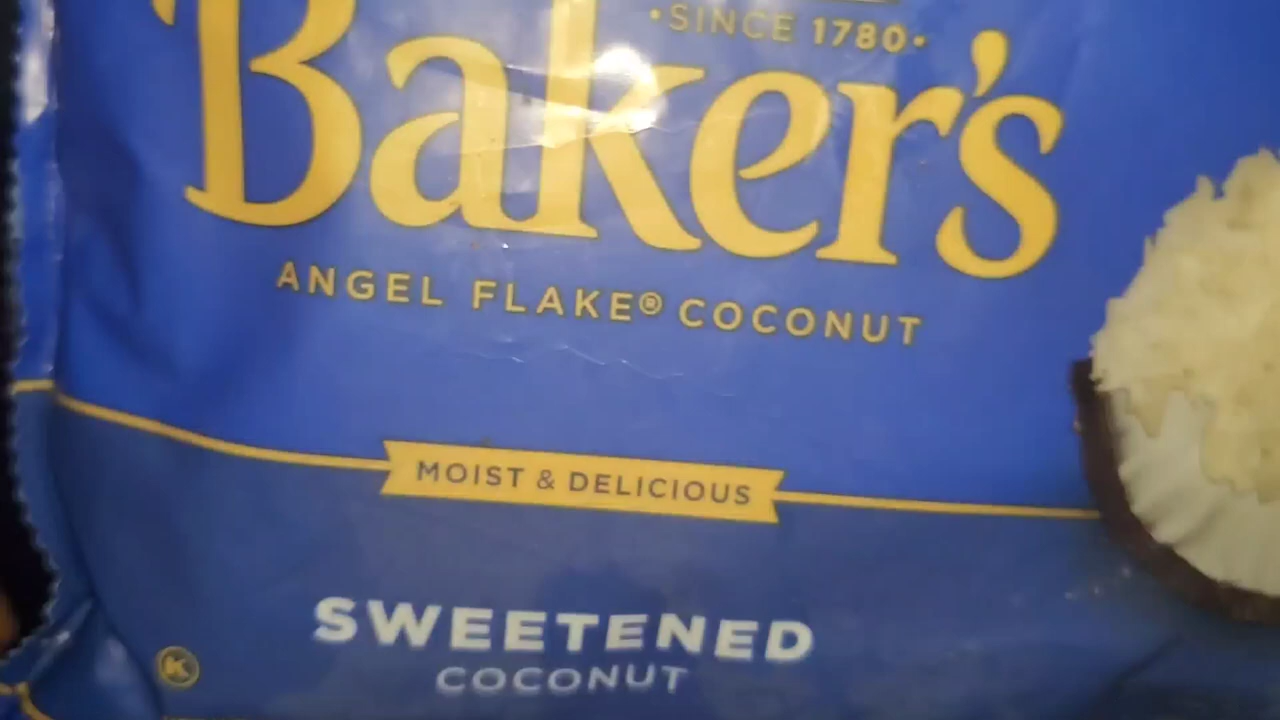 •SINCE 1780•
Baker's
ANGEL FLAKE® COCONUT
MOIST & DELICIOUS
SWEETENED
COCONUT
K